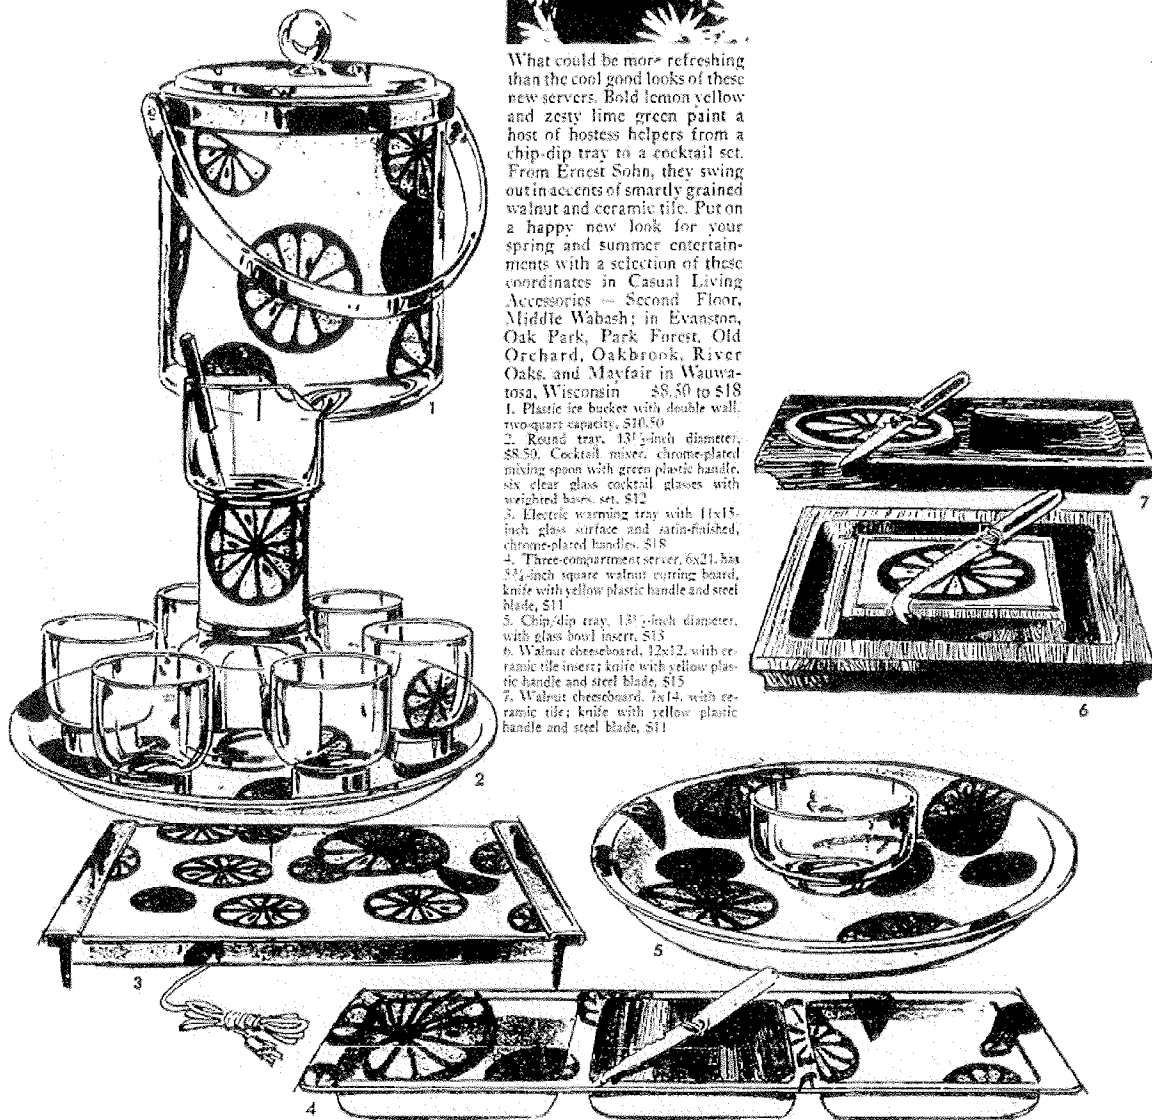 What could be more refreshing
than the cool good looks of these
new servers. Bold lemon yellow
and zesty lime green paint a
host of hostess helpers from a
chip-dip tray to a cocktail set.
From Ernest Sohn, they swing
out in accents of smartly grained
walnut and ceramic tile. Put on
a happy new look for your
spring and summer entertain-
ments with a selection of these
coordinates in Casual Living
Accessories — Second Floor,
Middle Wabash; in Evanston,
Oak Park, Park Forest, Old
Orchard, Oakbrook, River
Oaks, and Mayfair in Wauwa-
tosa, Wisconsin $8.50 to $18
1. Plastic ice bucket with double wall,
two-quart capacity, $10.50
2. Round tray, 13½-inch diameter,
$8.50. Cocktail mixer, chrome-plated
mixing spoon with green plastic handle,
six clear glass cocktail glasses with
weighted bases, set, $12
3. Electric warming tray with 11x15-
inch glass surface and satin-finished,
chrome-plated handles, $18
4. Three-compartment server, 6x21, has
5¾-inch square walnut cutting board,
knife with yellow plastic handle and steel
blade, $11
5. Chip/dip tray, 13½-inch diameter,
with glass bowl insert, $13
6. Walnut cheeseboard, 12x12, with ce-
ramic tile insert; knife with yellow plas-
tic handle and steel blade, $15
7. Walnut cheeseboard, 7x14, with ce-
ramic tile; knife with yellow plastic
handle and steel blade, $11
1
7
6
2
5
3
4